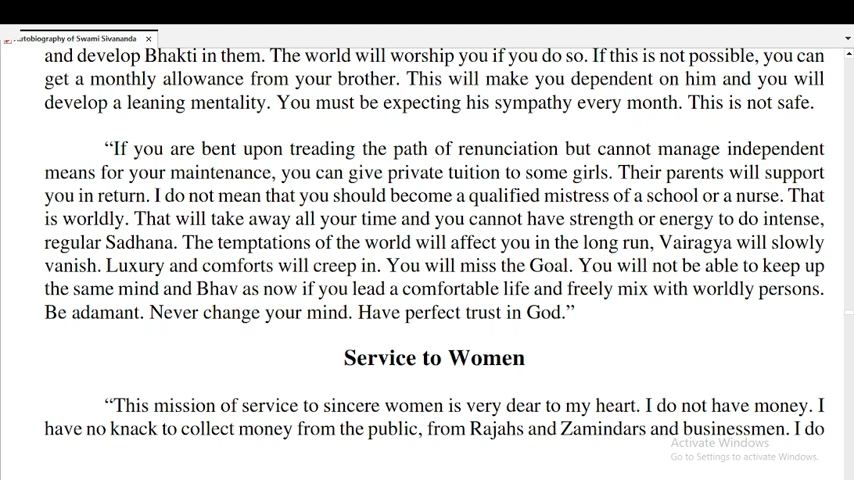 utobiography of Swami Sivananda
and develop Bhakti in them. The world will worship you if you do so. If this is not possible, you can
get a monthly allowance from your brother. This will make you dependent on him and you will
develop a leaning mentality. You must be expecting his sympathy every month. This is not safe.
“If you are bent upon treading the path of renunciation but cannot manage independent
means for your maintenance, you can give private tuition to some girls. Their parents will support
you in return. I do not mean that you should become a qualified mistress of a school or a nurse. That
is worldly. That will take away all your time and you cannot have strength or energy to do intense,
regular Sadhana. The temptations of the world will affect you in the long run, Vairagya will slowly
vanish. Luxury and comforts will creep in. You will miss the Goal. You will not be able to keep up
the same mind and Bhav as now if you lead a comfortable life and freely mix with worldly persons.
Be adamant. Never change your mind. Have perfect trust in God.”
Service to Women
“This mission of service to sincere women is very dear to my heart. I do not have money. I
have no knack to collect money from the public, from Rajahs and Zamindars and businessmen. I do
Activate Windows
Go to Settings to activate Windows.